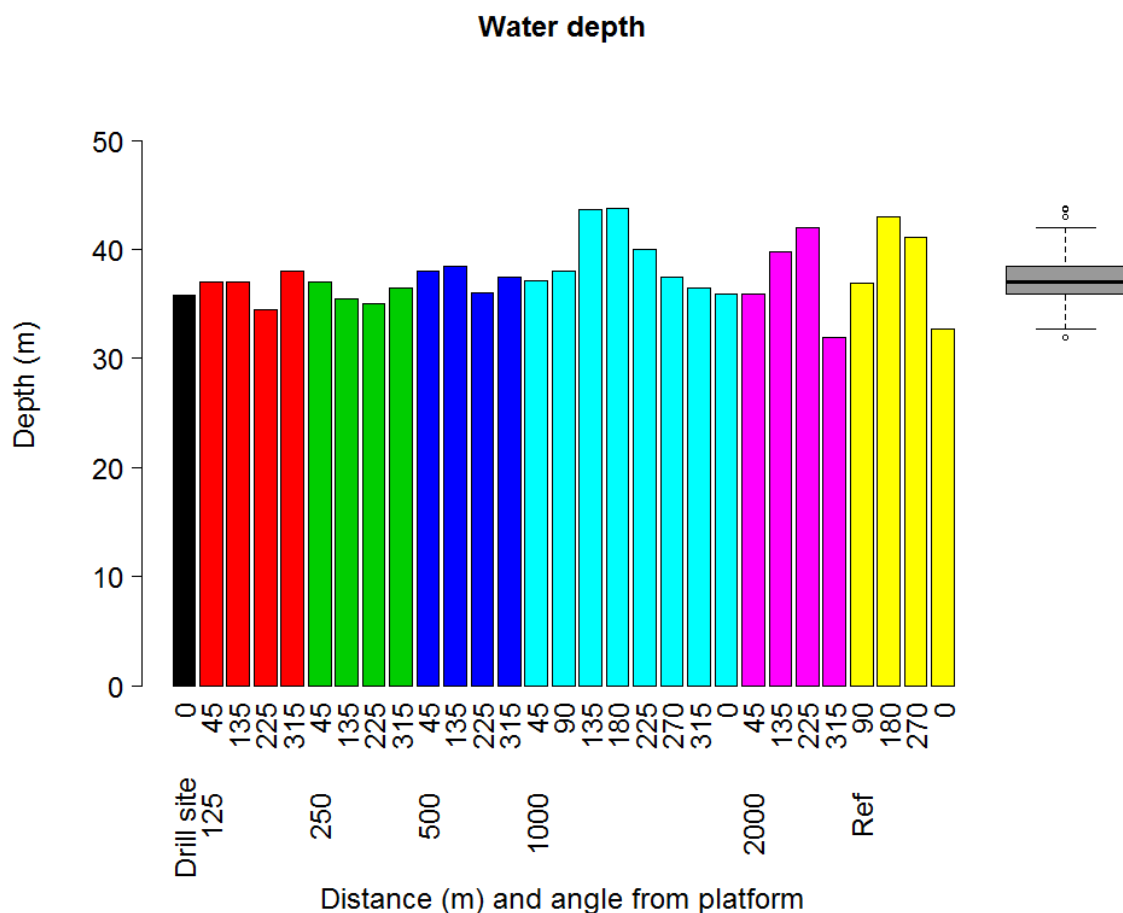 Water depth
50
40
30
20
10
0
Depth (m)
0 45 135 225 315 45 135 225 315 45 135 225 315 45 90 135 180 225 270 315 0 45 135 225 315 90 180 270 0
Drill site 125 250 500 1000 2000 Ref
Distance (m) and angle from platform